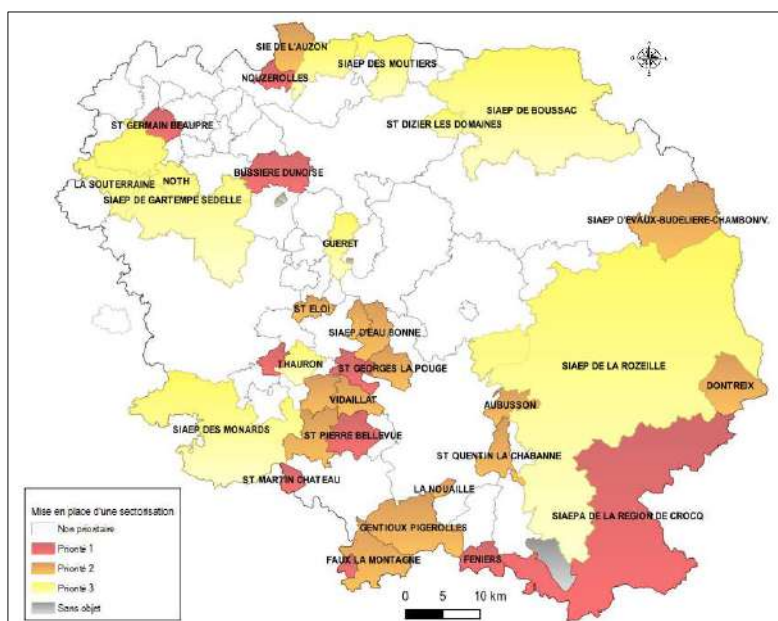 SIE DE L'AUZON
SIAEP DES MOUTIERS
NOUZEROLLES
SIAEP DE BOUSSAC
ST GERMAIN BEAUPRE
ST DIZIER LES DOMAINES
BUSSIERE DUNOISE
LA SOUTERRAINE
NOTH
SIAEP DE GARTEMPE SEDELLE
SIAEP D'EVAUX-BUDELIERE-CHAMBON/V.
GUERET
ST ELOI
SIAEP D'EAU BONNE
THAURON
ST GEORGES LA POUGE
SIAEP DE LA ROZEILLE
DONTREIX
VIDAILLAT
AUBUSSON
SIAEP DES MONARDS
ST PIERRE BELLEVUE
ST QUENTIN LA CHABANNE
ST MARTIN CHATEAU
LA NOUAILLE
SIAEPA DE LA REGION DE CROCQ
GENTIOUX PIGEROLLES
FAUX LA MONTAGNE
FENIERS
Mise en place d'une sectorisation
Non prioritaire
Priorité 1
Priorité 2
Priorité 3
Sans objet
0 5 10 km